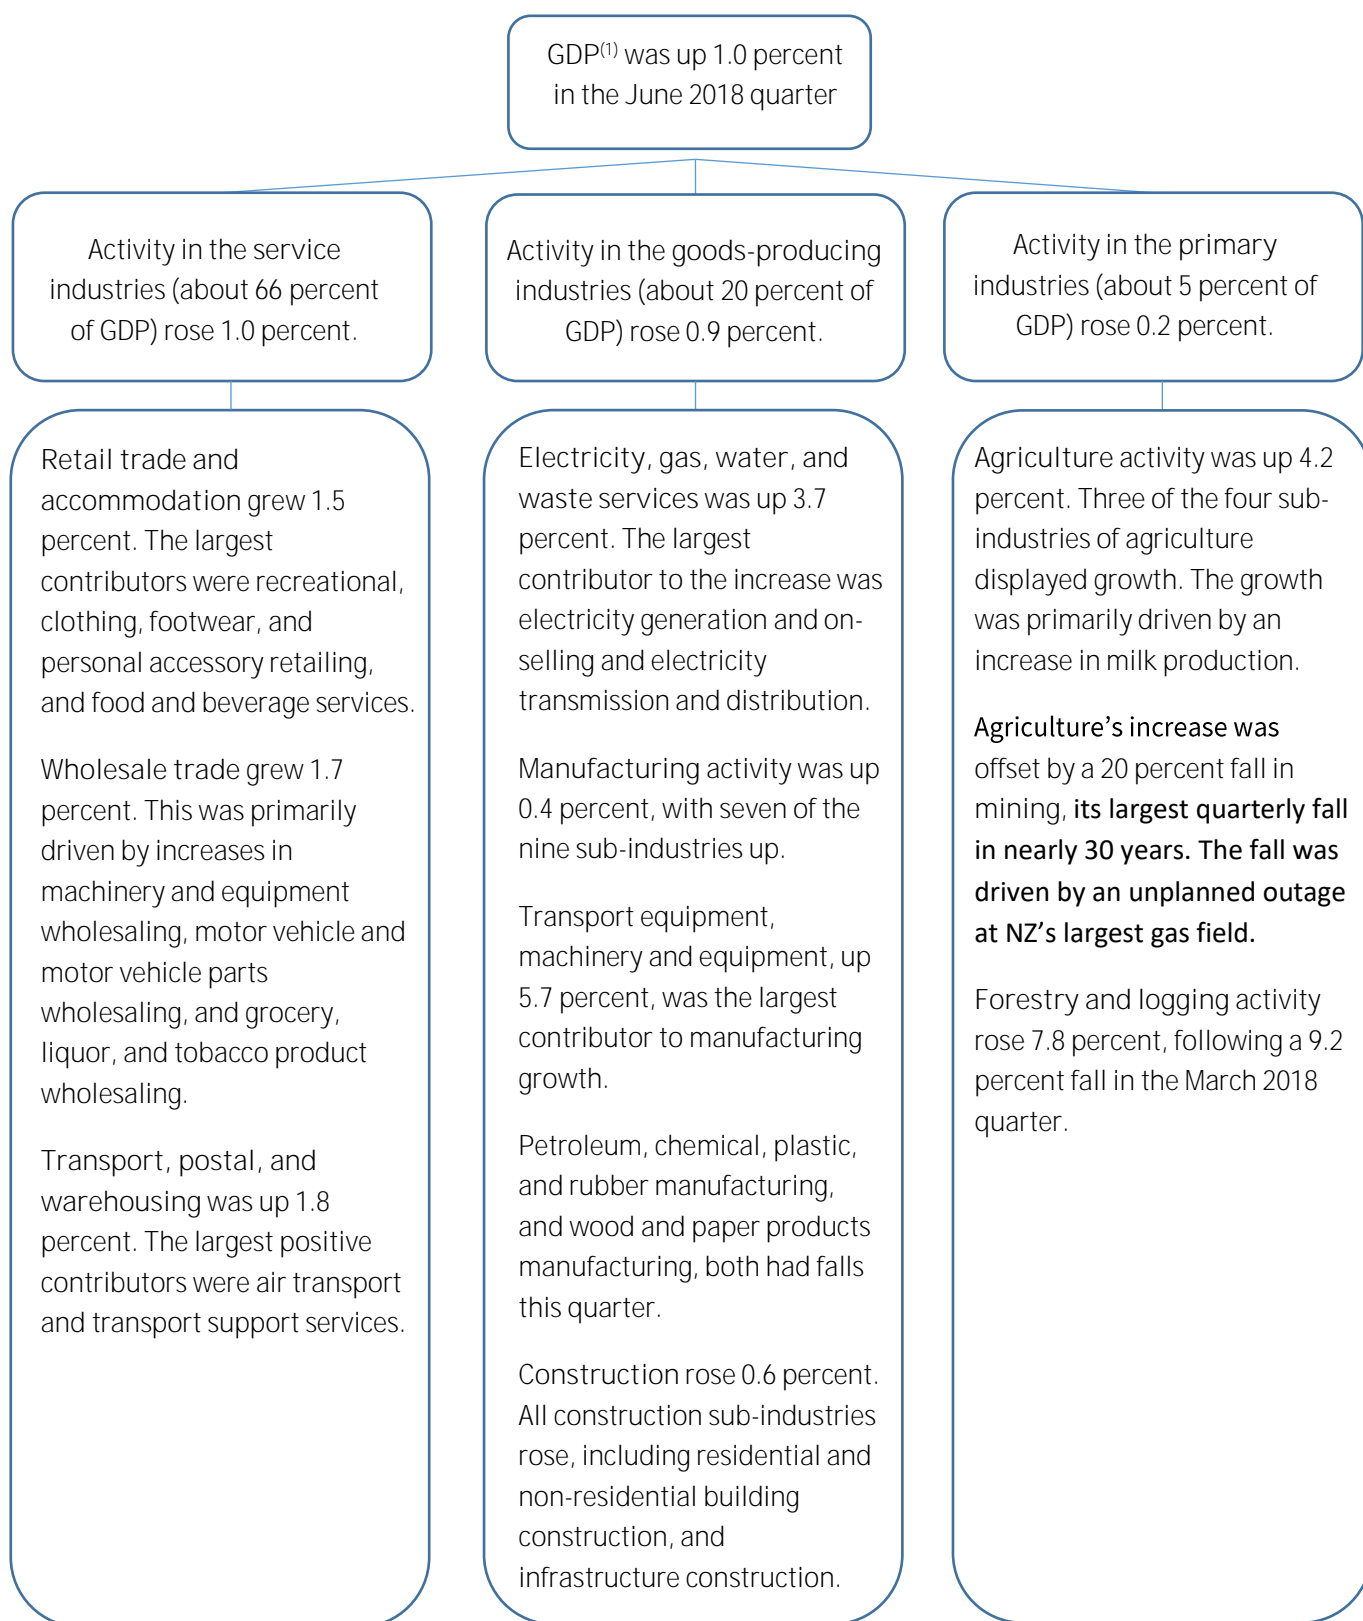 GDP(1) was up 1.0 percent
in the June 2018 quarter
Activity in the service
industries (about 66 percent
of GDP) rose 1.0 percent.
Retail trade and
accommodation grew 1.5
percent. The largest
contributors were recreational,
clothing, footwear, and
personal accessory retailing,
and food and beverage services.
Wholesale trade grew 1.7
percent. This was primarily
driven by increases in
machinery and equipment
wholesaling, motor vehicle and
motor vehicle parts
wholesaling, and grocery,
liquor, and tobacco product
wholesaling.
Transport, postal, and
warehousing was up 1.8
percent. The largest positive
contributors were air transport
and transport support services.
Activity in the goods-producing
industries (about 20 percent of
GDP) rose 0.9 percent.
Electricity, gas, water, and
waste services was up 3.7
percent. The largest
contributor to the increase was
electricity generation and on-
selling and electricity
transmission and distribution.
Manufacturing activity was up
0.4 percent, with seven of the
nine sub-industries up.
Transport equipment,
machinery and equipment, up
5.7 percent, was the largest
contributor to manufacturing
growth.
Petroleum, chemical, plastic,
and rubber manufacturing,
and wood and paper products
manufacturing, both had falls
this quarter.
Construction rose 0.6 percent.
All construction sub-industries
rose, including residential and
non-residential building
construction, and
infrastructure construction.
Activity in the primary
industries (about 5 percent of
GDP) rose 0.2 percent.
Agriculture activity was up 4.2
percent. Three of the four sub-
industries of agriculture
displayed growth. The growth
was primarily driven by an
increase in milk production.
Agriculture’s increase was
offset by a 20 percent fall in
mining, its largest quarterly fall
in nearly 30 years. The fall was
driven by an unplanned outage
at NZ’s largest gas field.
Forestry and logging activity
rose 7.8 percent, following a 9.2
percent fall in the March 2018
quarter.